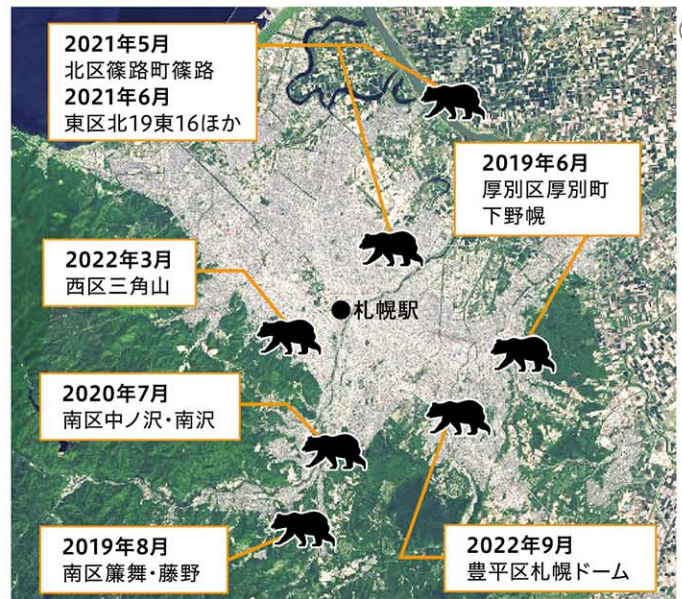 2021年5月
北区篠路町篠路
2021年6月
東区北19東16ほか
2019年6月
厚別区厚別町
下野幌
2022年3月
西区三角山
札幌駅
2020年7月
南区中ノ沢・南沢
2019年8月
南区簾舞・藤野
2022年9月
豊平区札幌ドーム